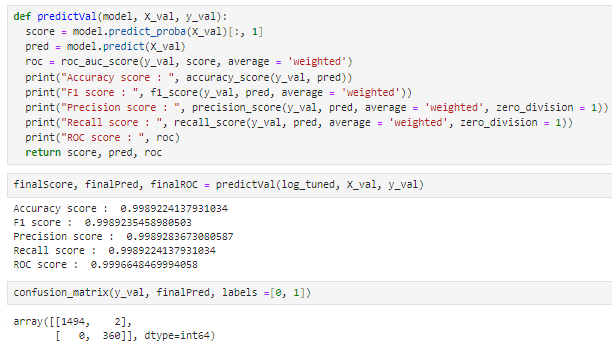 def predictVal(model, X_val, y_val):
  score = model.predict_proba(X_val)[:, 1]
  pred = model.predict(X_val)
  roc = roc_auc_score(y_val, score, average = 'weighted')
  print("Accuracy score : ", accuracy_score(y_val, pred))
  print("F1 score : ", f1_score(y_val, pred, average = 'weighted'))
  print("Precision score : ", precision_score(y_val, pred, average = 'weighted', zero_division = 1))
  print("Recall score : ", recall_score(y_val, pred, average = 'weighted', zero_division = 1))
  print("ROC score : ", roc)
  return score, pred, roc
finalScore, finalPred, finalROC = predictVal(log_tuned, X_val, y_val)
Accuracy score :  0.9989224137931034
F1 score :  0.9989235458980503
Precision score :  0.9989283673080587
Recall score :  0.9989224137931034
ROC score :  0.9996648469994058
confusion_matrix(y_val, finalPred, labels =[0, 1])
array([[1494,    2],
       [   0,  360]], dtype=int64)